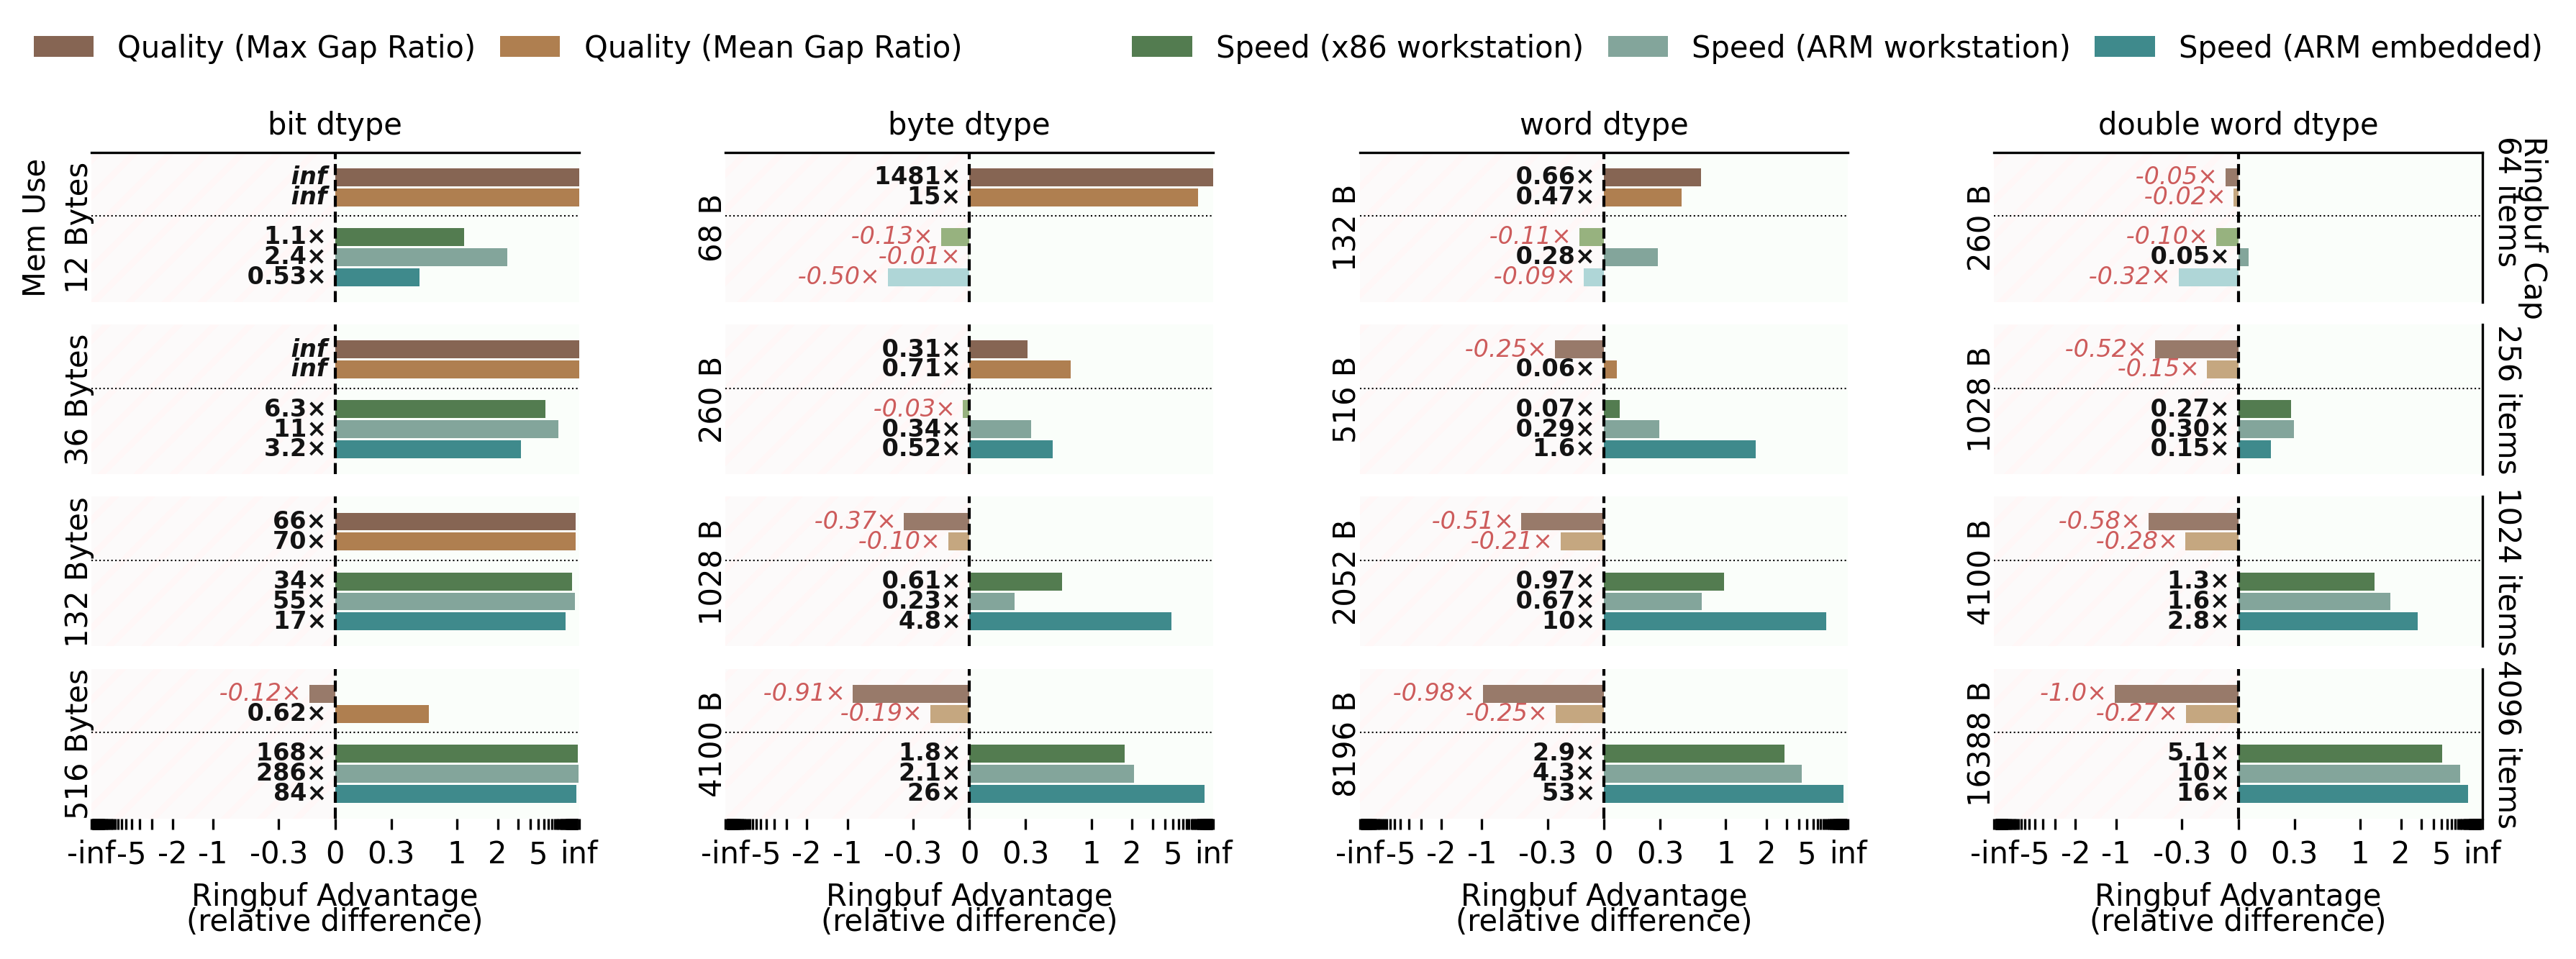 Quality (Max Gap Ratio) Quality (Mean Gap Ratio) Speed (x86 workstation) Speed (ARM workstation) Speed (ARM embedded)
bit dtype byte dtype word dtype double word dtype
Mem Use
Ringbuf Cap
12 Bytes
inf
inf
1.1×
2.4×
0.53×
68 B
1481×
15×
-0.13×
-0.01×
-0.50×
132 B
0.66×
0.47×
-0.11×
0.28×
-0.09×
260 B
-0.05×
-0.02×
-0.10×
0.05×
-0.32×
64 items
36 Bytes
inf
inf
6.3×
11×
3.2×
260 B
0.31×
0.71×
-0.03×
0.34×
0.52×
516 B
-0.25×
0.06×
0.07×
0.29×
1.6×
1028 B
-0.52×
-0.15×
0.27×
0.30×
0.15×
256 items
132 Bytes
66×
70×
34×
55×
17×
1028 B
-0.37×
-0.10×
0.61×
0.23×
4.8×
2052 B
-0.51×
-0.21×
0.97×
0.67×
10×
4100 B
-0.58×
-0.28×
1.3×
1.6×
2.8×
1024 items
516 Bytes
-0.12×
0.62×
168×
286×
84×
4100 B
-0.91×
-0.19×
1.8×
2.1×
26×
8196 B
-0.98×
-0.25×
2.9×
4.3×
53×
16388 B
-1.0×
-0.27×
5.1×
10×
16×
4096 items
-inf -5 -2 -1 -0.3 0 0.3 1 2 5 inf
-inf -5 -2 -1 -0.3 0 0.3 1 2 5 inf
-inf -5 -2 -1 -0.3 0 0.3 1 2 5 inf
-inf -5 -2 -1 -0.3 0 0.3 1 2 5 inf
Ringbuf Advantage
(relative difference)
Ringbuf Advantage
(relative difference)
Ringbuf Advantage
(relative difference)
Ringbuf Advantage
(relative difference)